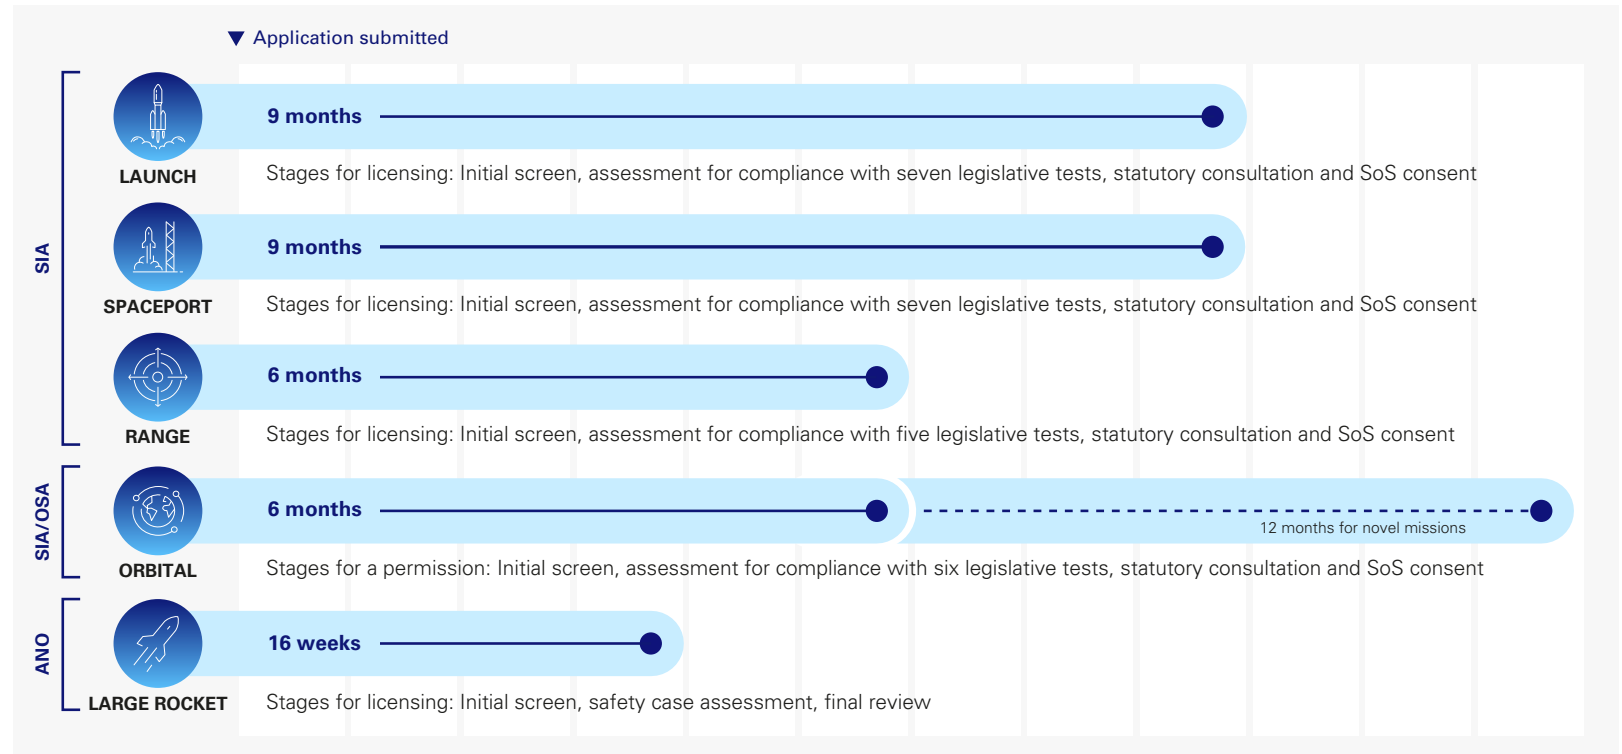 Application submitted
SIA
9 months
LAUNCH
Stages for licensing: Initial screen, assessment for compliance with seven legislative tests, statutory consultation and SoS consent
9 months
SPACEPORT
Stages for licensing: Initial screen, assessment for compliance with seven legislative tests, statutory consultation and SoS consent
6 months
RANGE
Stages for licensing: Initial screen, assessment for compliance with five legislative tests, statutory consultation and SoS consent
SIA/OSA
6 months
12 months for novel missions
ORBITAL
Stages for a permission: Initial screen, assessment for compliance with six legislative tests, statutory consultation and SoS consent
ANO
16 weeks
LARGE ROCKET
Stages for licensing: Initial screen, safety case assessment, final review